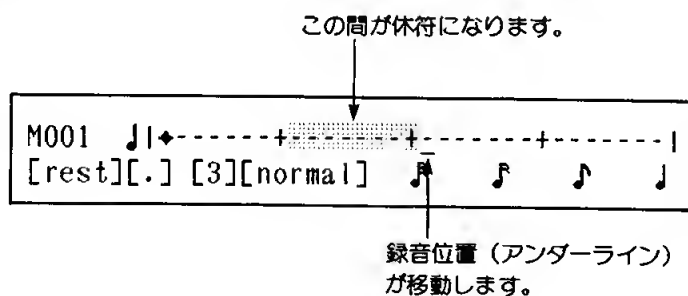 この間が休符になります。
M001 ♩|◆-------+-------+-------+-------|
[rest][.] [3][normal] 𝅘𝅥𝅰 𝅘𝅥𝅯 ♪ ♩
録音位置（アンダーライン）
が移動します。